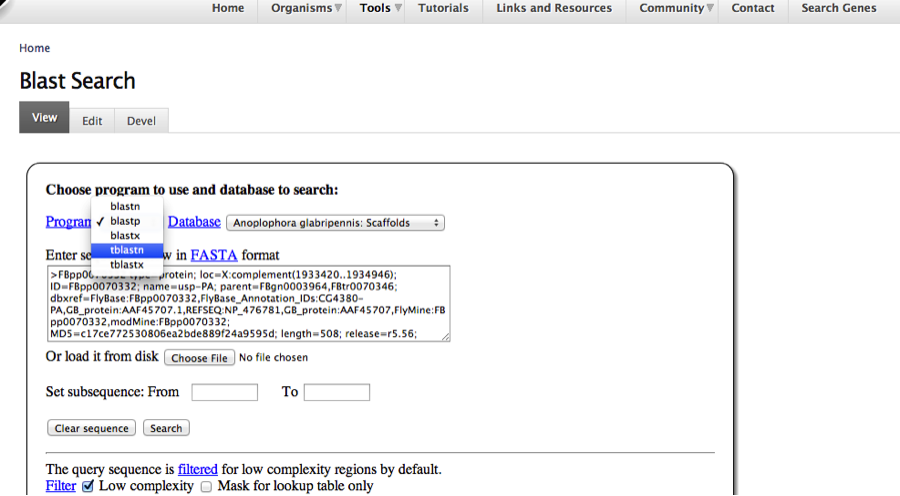 Home Organisms Tools Tutorials Links and Resources Community Contact Search Genes
Home
Blast Search
View Edit Devel
Choose program to use and database to search:
blastn
Program ✓ blastp Database Anoplophora glabripennis: Scaffolds
blastx
tblastn
tblastx
Enter se w in FASTA format
>FBpp0070332 type=protein; loc=X:complement(1933420..1934946);
ID=FBpp0070332; name=usp-PA; parent=FBgn0003964,FBtr0070346;
dbxref=FlyBase:FBpp0070332,FlyBase_Annotation_IDs:CG4380-
PA,GB_protein:AAF45707.1,REFSEQ:NP_476781,GB_protein:AAF45707,FlyMine:FB
pp0070332,modMine:FBpp0070332;
MD5=c17ce772530806ea2bde889f24a9595d; length=508; release=r5.56;
Or load it from disk Choose File No file chosen
Set subsequence: From To
Clear sequence Search
The query sequence is filtered for low complexity regions by default.
Filter Low complexity Mask for lookup table only